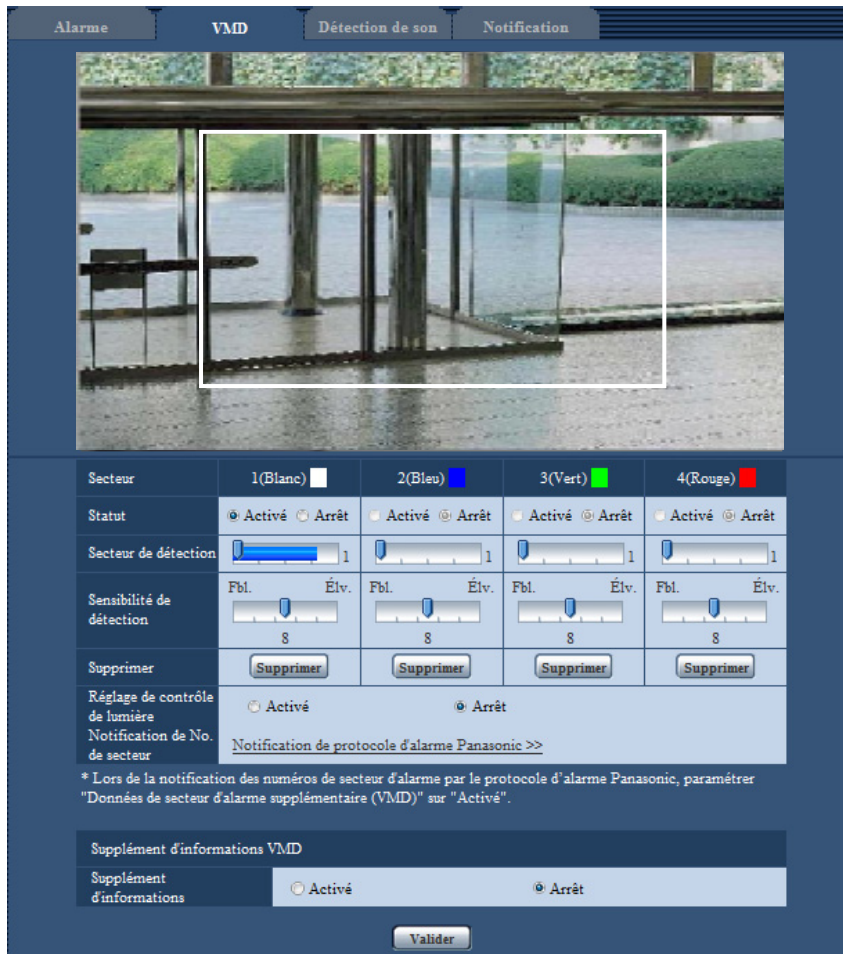 Alarme VMD Détection de son Notification
Secteur 1(Blanc) 2(Bleu) 3(Vert) 4(Rouge)
Statut Activé Arrêt Activé Arrêt Activé Arrêt Activé Arrêt
Secteur de détection 1 1 1 1
Fbl. Élv. Fbl. Élv. Fbl. Élv. Fbl. Élv.
Sensibilité de
détection
8 8 8 8
Supprimer Supprimer Supprimer Supprimer Supprimer
Réglage de contrôle
de lumière
Activé Arrêt
Notification de No.
de secteur
Notification de protocole d'alarme Panasonic >>
* Lors de la notification des numéros de secteur d'alarme par le protocole d'alarme Panasonic, paramétrer
"Données de secteur d'alarme supplémentaire (VMD)" sur "Activé".
Supplément d'informations VMD
Supplément
d'informations
Activé Arrêt
Valider